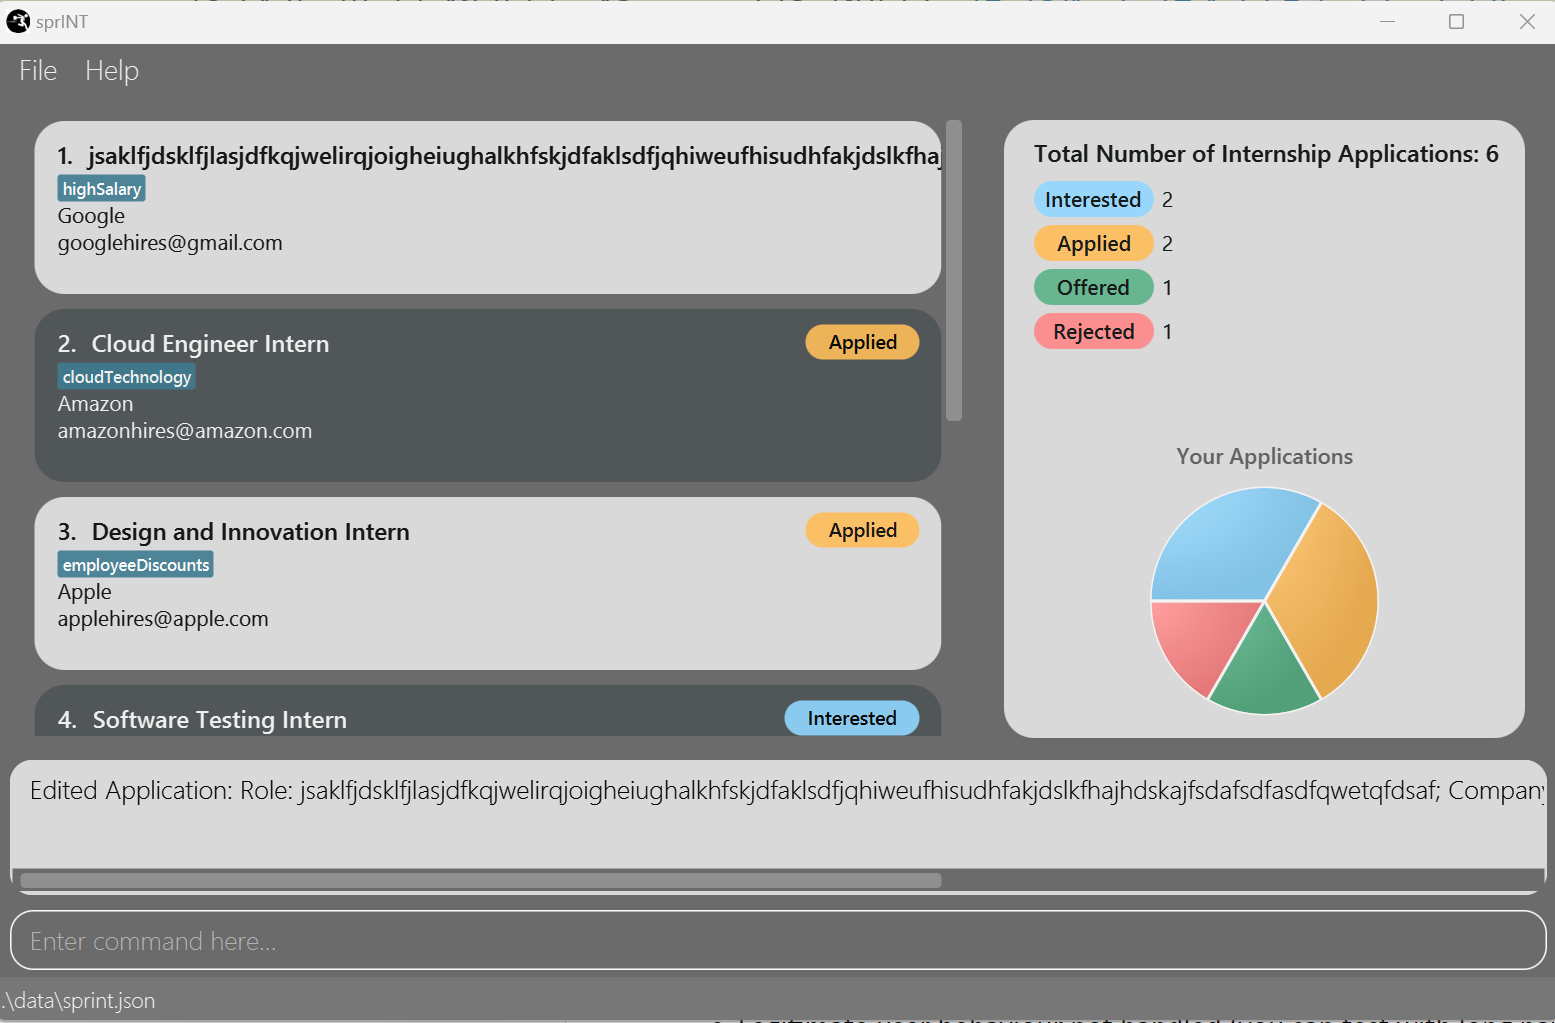 sprINT
File Help
1. jsaklfjdsklfjlasjdfkqjwelirqjoigheiughalkhfskjdfaklsdfjqhiweufhisudhfakjdslkfhaj
highSalary
Google
googlehires@gmail.com
2. Cloud Engineer Intern
Applied
cloudTechnology
Amazon
amazonhires@amazon.com
3. Design and Innovation Intern
Applied
employeeDiscounts
Apple
applehires@apple.com
4. Software Testing Intern
Interested
Total Number of Internship Applications: 6
Interested 2
Applied 2
Offered 1
Rejected 1
Your Applications
Edited Application: Role: jsaklfjdsklfjlasjdfkqjwelirqjoigheiughalkhfskjdfaklsdfjqhiweufhisudhfakjdslkfhajhdskajfsdafsdfasdfqwetqfdsaf; Company
Enter command here...
.\data\sprint.json